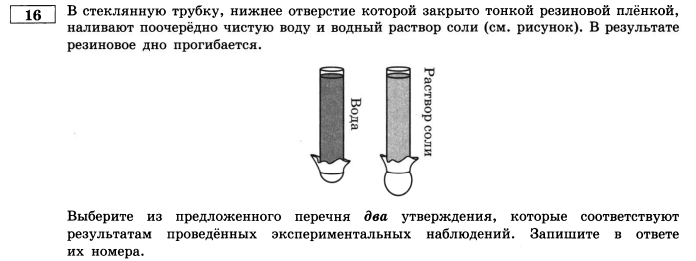 16
В стеклянную трубку, нижнее отверстие которой закрыто тонкой резиновой плёнкой,
наливают поочерёдно чистую воду и водный раствор соли (см. рисунок). В результате
резиновое дно прогибается.
Вода
Раствор соли
Выберите из предложенного перечня два утверждения, которые соответствуют
результатам проведённых экспериментальных наблюдений. Запишите в ответе
их номера.